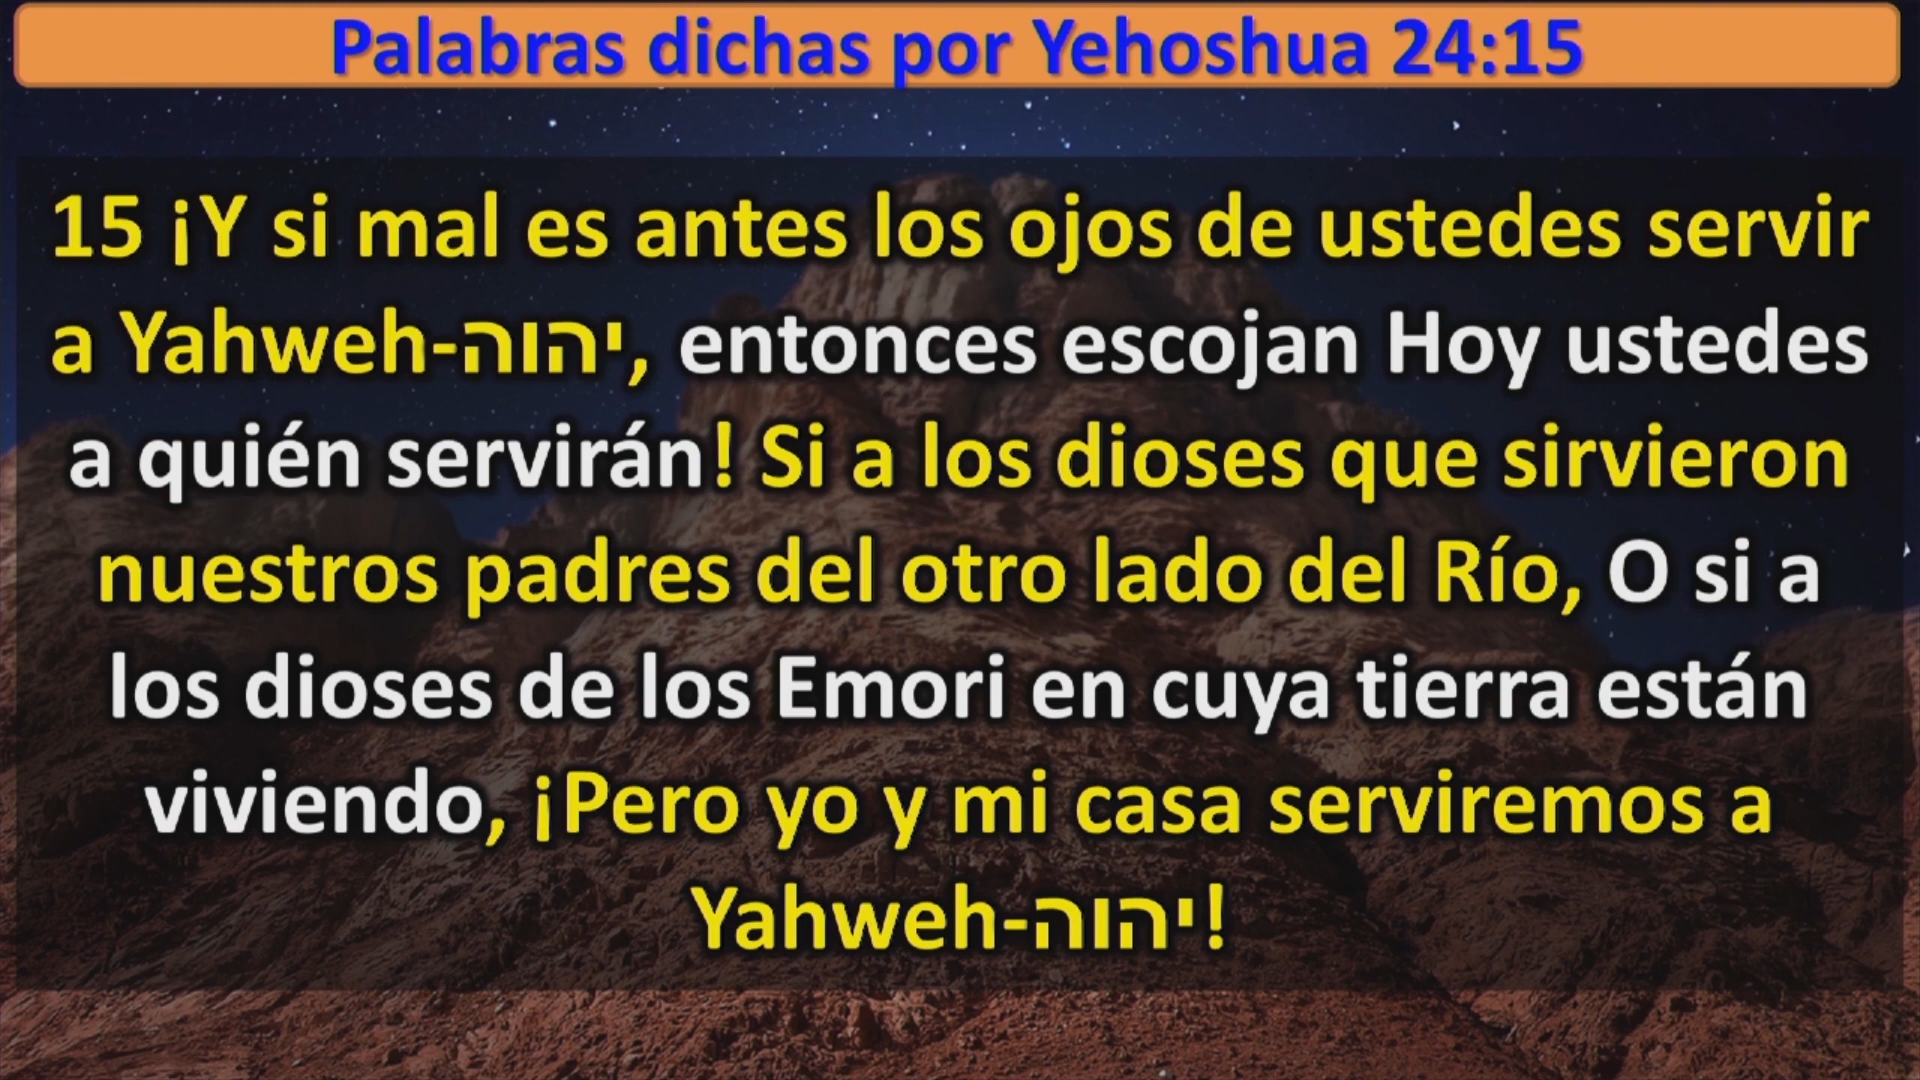 Palabras dichas por Yehoshua 24:15
15 ¡Y si mal es antes los ojos de ustedes servir
a Yahweh-יהוה, entonces escojan Hoy ustedes
a quién servirán! Si a los dioses que sirvieron
nuestros padres del otro lado del Río, O si a
los dioses de los Emori en cuya tierra están
viviendo, ¡Pero yo y mi casa serviremos a
Yahweh-יהוה!